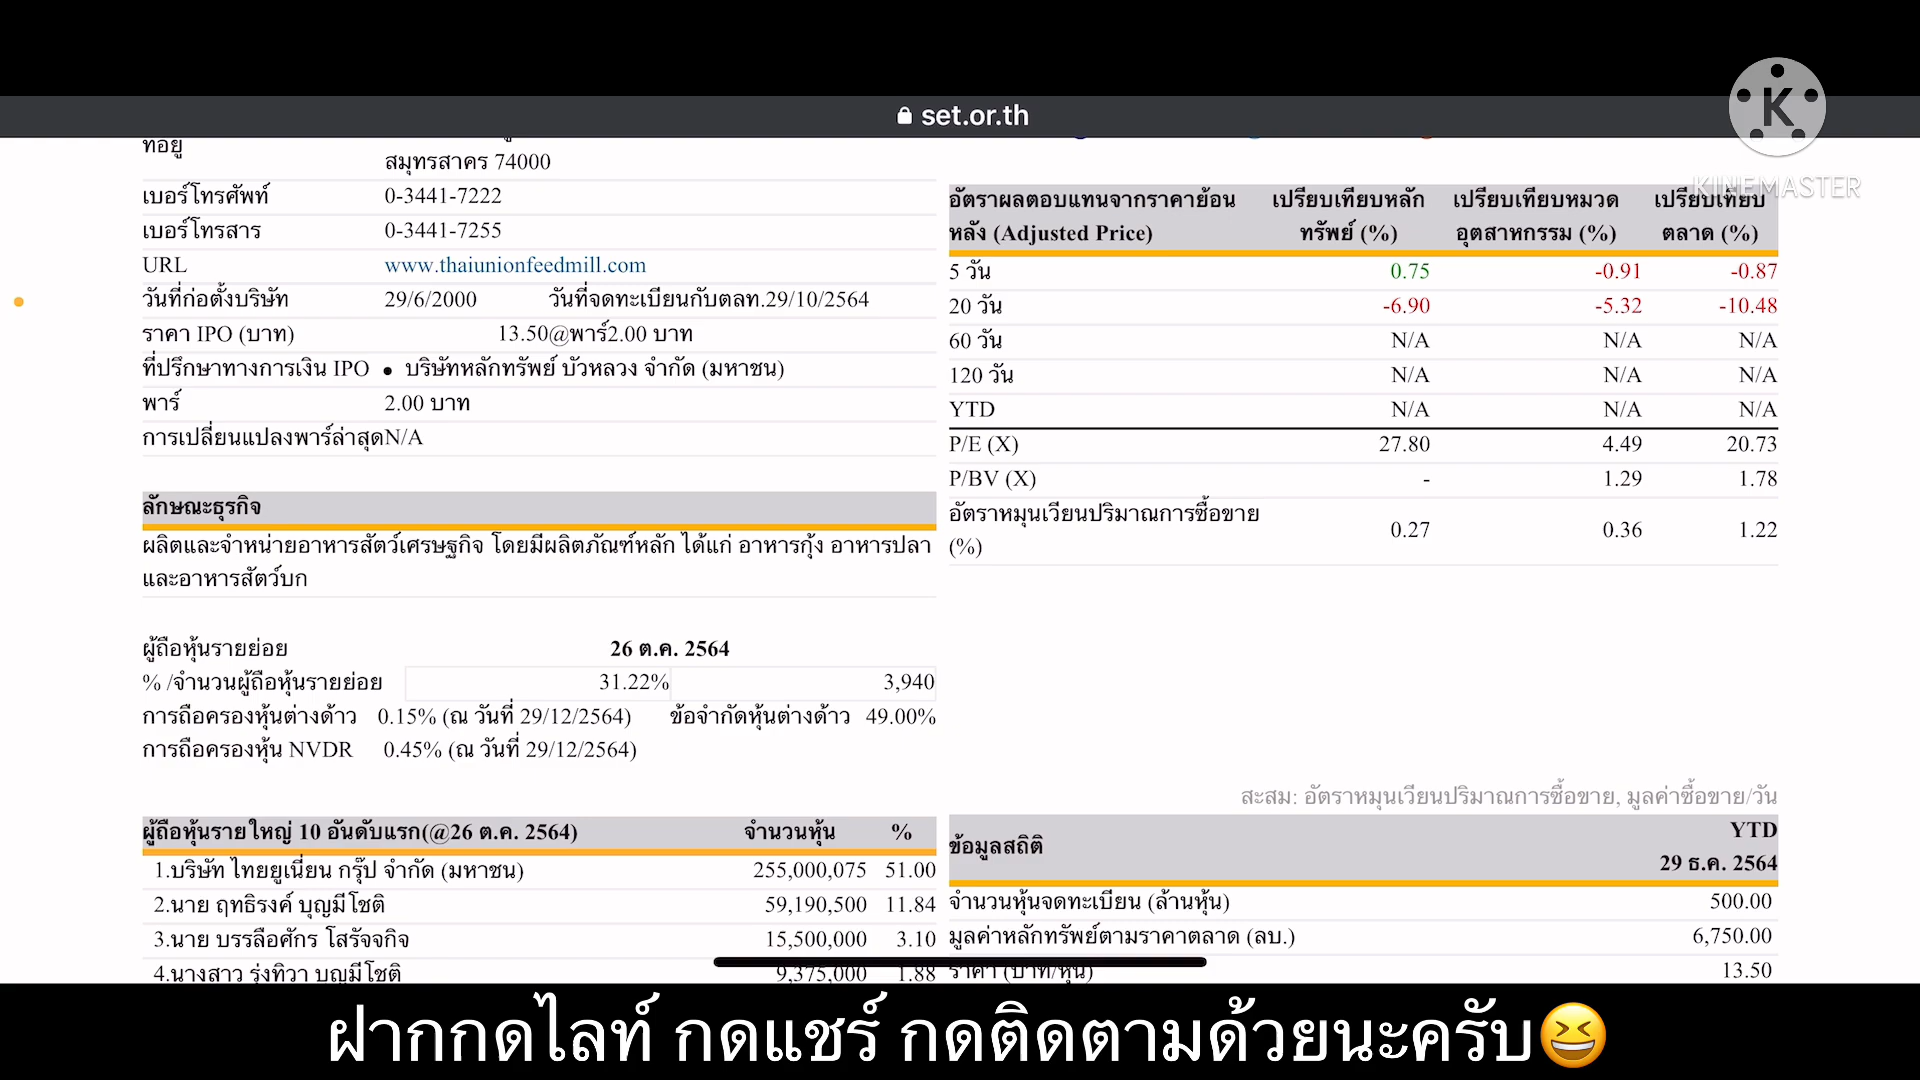 set.or.th
KINEMASTER
ที่อยู่
สมุทรสาคร 74000
เบอร์โทรศัพท์ 0-3441-7222
เบอร์โทรสาร 0-3441-7255
URL www.thaiunionfeedmill.com
วันที่ก่อตั้งบริษัท 29/6/2000 วันที่จดทะเบียนกับตลท.29/10/2564
ราคา IPO (บาท) 13.50@พาร์2.00 บาท
ที่ปรึกษาทางการเงิน IPO • บริษัทหลักทรัพย์ บัวหลวง จำกัด (มหาชน)
พาร์ 2.00 บาท
การเปลี่ยนแปลงพาร์ล่าสุดN/A
ลักษณะธุรกิจ
ผลิตและจำหน่ายอาหารสัตว์เศรษฐกิจ โดยมีผลิตภัณฑ์หลัก ได้แก่ อาหารกุ้ง อาหารปลา
และอาหารสัตว์บก
ผู้ถือหุ้นรายย่อย 26 ต.ค. 2564
% /จำนวนผู้ถือหุ้นรายย่อย 31.22% 3,940
การถือครองหุ้นต่างด้าว 0.15% (ณ วันที่ 29/12/2564) ข้อจำกัดหุ้นต่างด้าว 49.00%
การถือครองหุ้น NVDR 0.45% (ณ วันที่ 29/12/2564)
ผู้ถือหุ้นรายใหญ่ 10 อันดับแรก(@26 ต.ค. 2564) จำนวนหุ้น %
1.บริษัท ไทยยูเนี่ยน กรุ๊ป จำกัด (มหาชน) 255,000,075 51.00
2.นาย ฤทธิรงค์ บุญมีโชติ 59,190,500 11.84
3.นาย บรรลือศักร โสรัจจกิจ 15,500,000 3.10
4.นางสาว รุ่งทิวา บุญมีโชติ 9,375,000 1.88
อัตราผลตอบแทนจากราคาย้อน เปรียบเทียบหลัก เปรียบเทียบหมวด เปรียบเทียบ
หลัง (Adjusted Price) ทรัพย์ (%) อุตสาหกรรม (%) ตลาด (%)
5 วัน 0.75 -0.91 -0.87
20 วัน -6.90 -5.32 -10.48
60 วัน N/A N/A N/A
120 วัน N/A N/A N/A
YTD N/A N/A N/A
P/E (X) 27.80 4.49 20.73
P/BV (X) - 1.29 1.78
อัตราหมุนเวียนปริมาณการซื้อขาย
(%) 0.27 0.36 1.22
สะสม: อัตราหมุนเวียนปริมาณการซื้อขาย, มูลค่าซื้อขาย/วัน
ข้อมูลสถิติ YTD
29 ธ.ค. 2564
จำนวนหุ้นจดทะเบียน (ล้านหุ้น) 500.00
มูลค่าหลักทรัพย์ตามราคาตลาด (ลบ.) 6,750.00
ราคา (บาท/หุ้น) 13.50
ฝากกดไลท์ กดแชร์ กดติดตามด้วยนะครับ😆